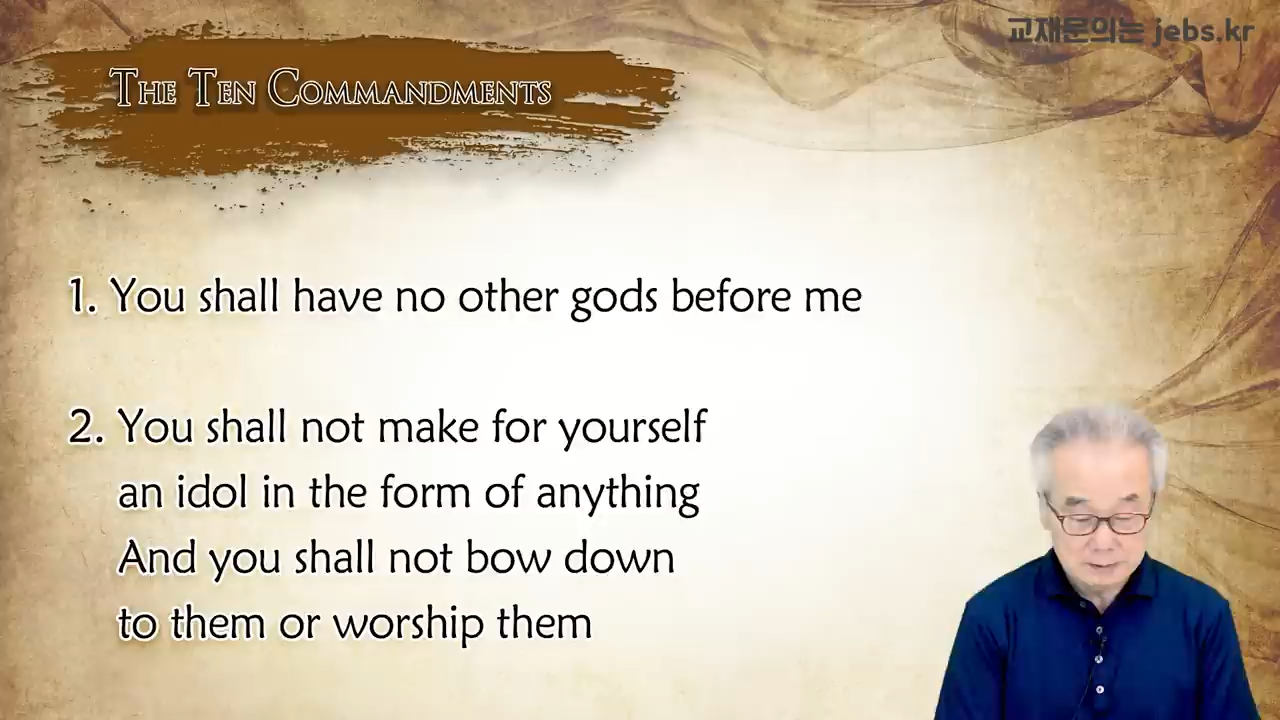 교재문의는 jebs.kr
THE TEN COMMANDMENTS
1. You shall have no other gods before me
2. You shall not make for yourself
an idol in the form of anything
And you shall not bow down
to them or worship them